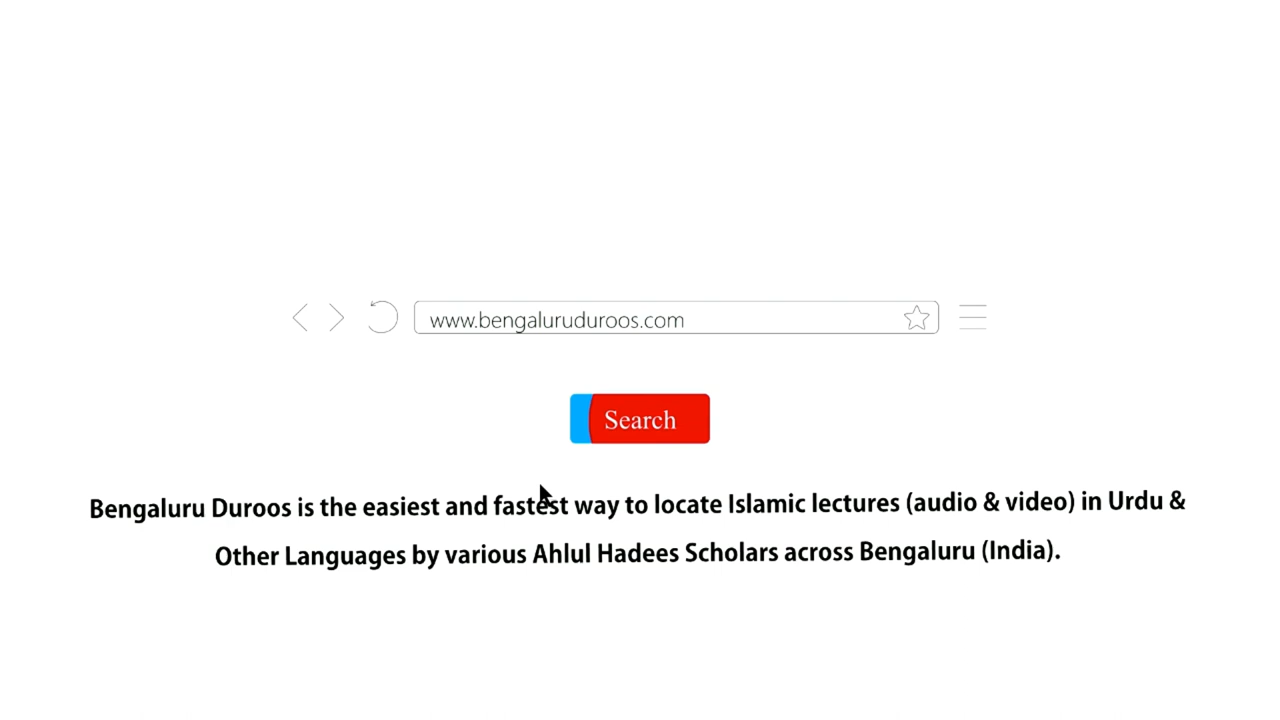 www.bengaluruduroos.com
Search
Bengaluru Duroos is the easiest and fastest way to locate Islamic lectures (audio & video) in Urdu &
Other Languages by various Ahlul Hadees Scholars across Bengaluru (India).